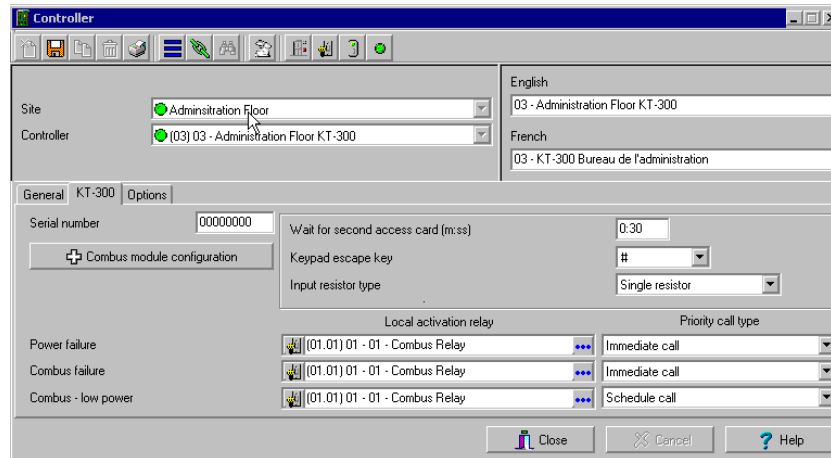 Controller
English
Site Adminsitration Floor 03 - Administration Floor KT-300
Controller (03) 03 - Administration Floor KT-300 French
03 - KT-300 Bureau de l'administration
General KT-300 Options
Serial number 00000000 Wait for second access card (m:ss) 0:30
Combus module configuration Keypad escape key #
Input resistor type Single resistor
Local activation relay Priority call type
Power failure (01.01) 01 - 01 - Combus Relay Immediate call
Combus failure (01.01) 01 - 01 - Combus Relay Immediate call
Combus - low power (01.01) 01 - 01 - Combus Relay Schedule call
Close Cancel ? Help